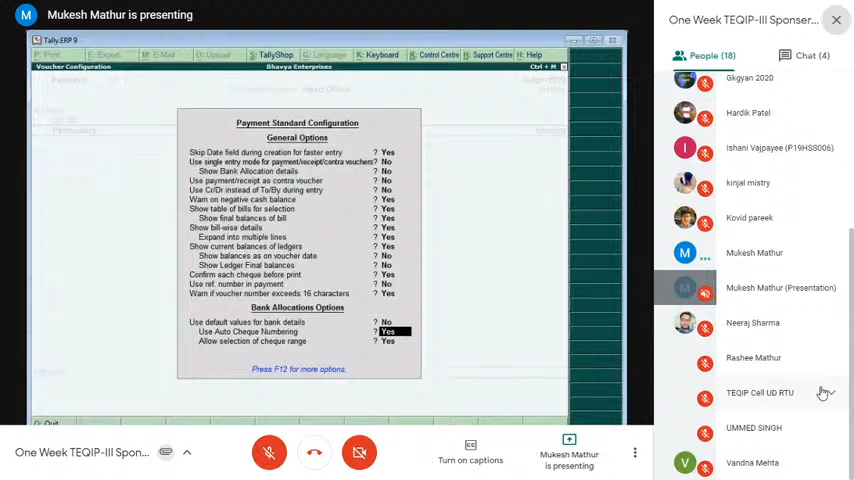 M Mukesh Mathur is presenting
Tally.ERP 9
P: Print E: Export M: E-Mail O: Upload S: TallyShop G: Language K: Keyboard K: Control Centre H: Support Centre H: Help
Voucher Configuration Bhavya Enterprises Ctrl + M
Payment Standard Configuration
General Options
Skip Date field during creation for faster entry ? Yes
Use single entry mode for payment/receipt/contra vouchers? No
Show Bank Allocation details ? No
Use payment/receipt as contra voucher ? No
Use Cr/Dr instead of To/By during entry ? No
Warn on negative cash balance ? Yes
Show table of bills for selection ? Yes
Show final balances of bill ? Yes
Show bill-wise details ? Yes
Expand into multiple lines ? Yes
Show current balances of ledgers ? Yes
Show balances as on voucher date ? No
Show Ledger Final balances ? No
Confirm each cheque before print ? Yes
Use ref. number in payment ? No
Warn if voucher number exceeds 16 characters ? Yes
Bank Allocations Options
Use default values for bank details ? No
Use Auto Cheque Numbering ? Yes
Allow selection of cheque range ? Yes
Press F12 for more options.
Q: Quit
One Week TEQIP-III Spon...
Turn on captions
Mukesh Mathur
is presenting
One Week TEQIP-III Sponser...
People (18) Chat (4)
Gkgyan 2020
Hardik Patel
I Ishani Vajpayee (P19HSS006)
kinjal mistry
Kovid pareek
M Mukesh Mathur
M Mukesh Mathur (Presentation)
Neeraj Sharma
Rashee Mathur
TEQIP Cell UD RTU
UMMED SINGH
V Vandna Mehta